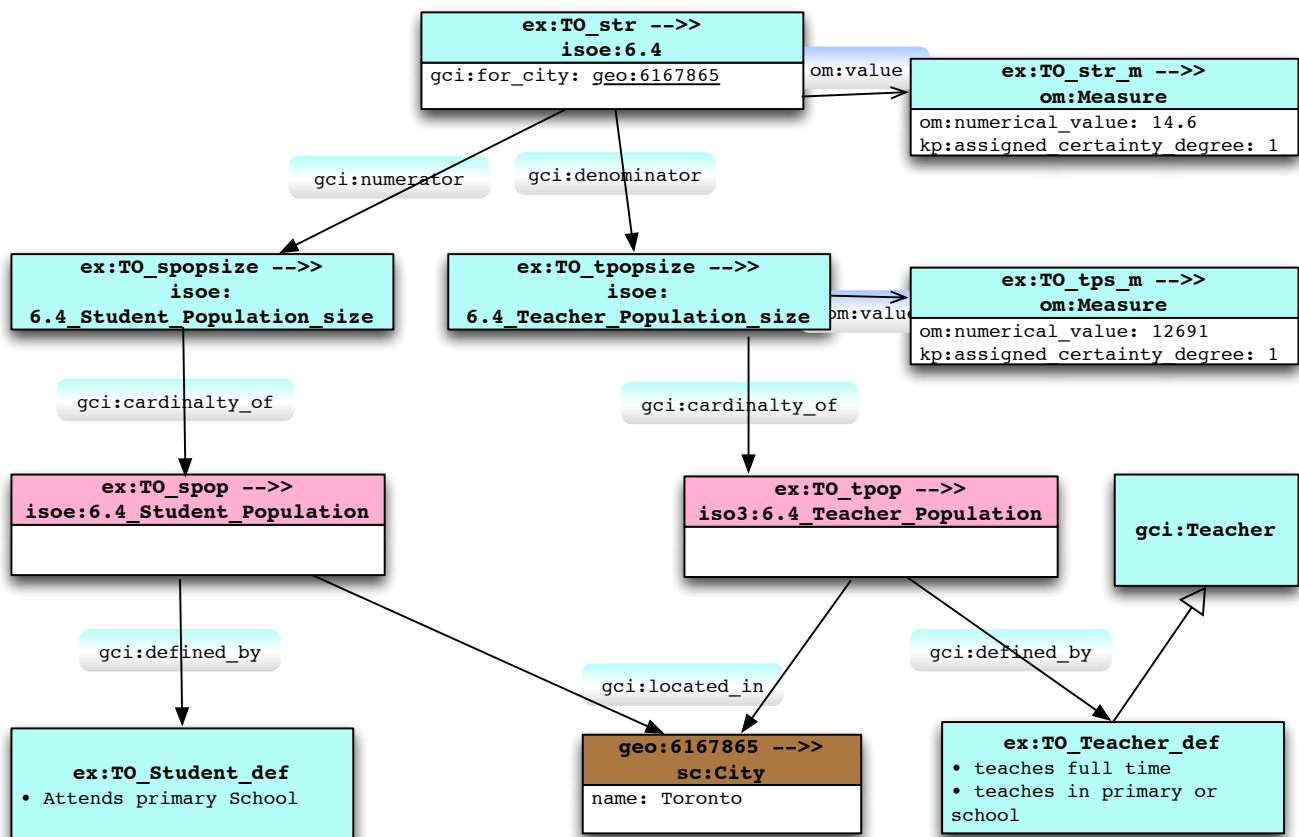 ex:TO_str -->>
isoe:6.4
gci:for_city: geo:6167865
om:value
ex:TO_str_m -->>
om:Measure
om:numerical_value: 14.6
kp:assigned_certainty_degree: 1
gci:numerator
gci:denominator
ex:TO_spopsize -->>
isoe:
6.4_Student_Population_size
ex:TO_tpopsize -->>
isoe:
6.4_Teacher_Population_size
om:value
ex:TO_tps_m -->>
om:Measure
om:numerical_value: 12691
kp:assigned_certainty_degree: 1
gci:cardinalty_of
gci:cardinalty_of
ex:TO_spop -->>
isoe:6.4_Student_Population
ex:TO_tpop -->>
iso3:6.4_Teacher_Population
gci:Teacher
gci:defined_by
gci:located_in
gci:defined_by
ex:TO_Student_def
• Attends primary School
geo:6167865 -->>
sc:City
name: Toronto
ex:TO_Teacher_def
• teaches full time
• teaches in primary or
school